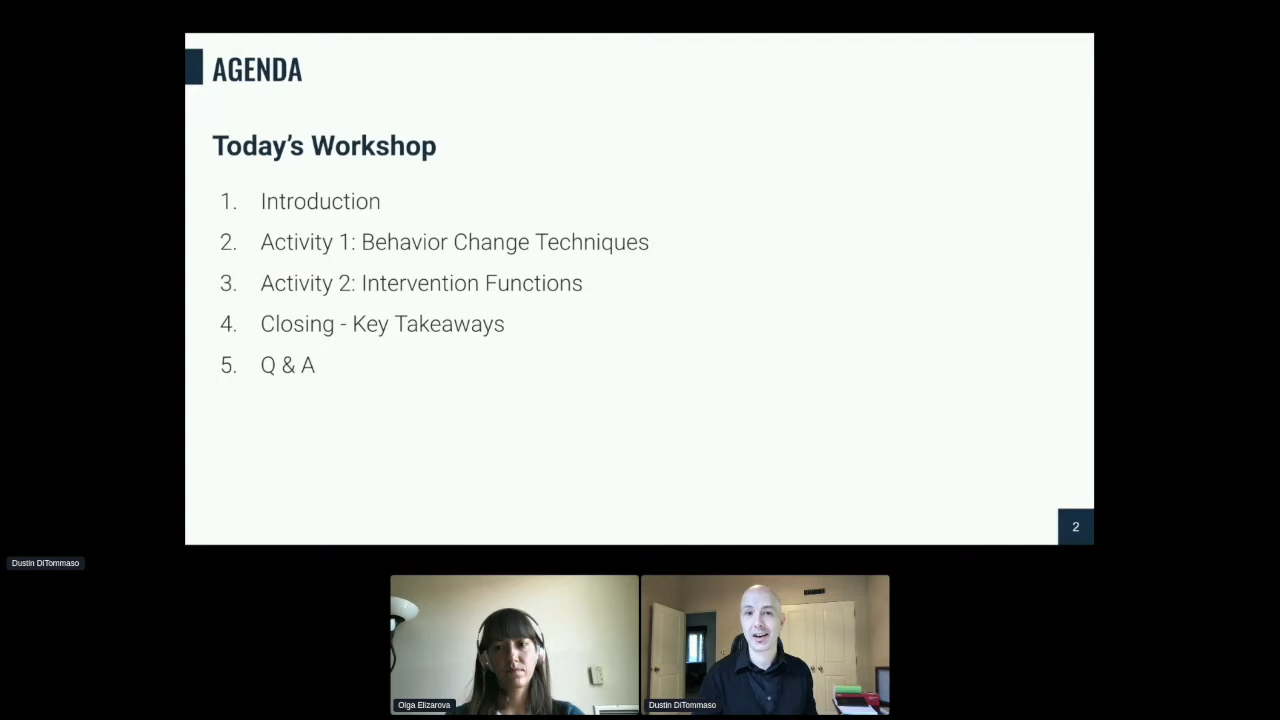 AGENDA
Today’s Workshop
1. Introduction
2. Activity 1: Behavior Change Techniques
3. Activity 2: Intervention Functions
4. Closing - Key Takeaways
5. Q & A
2
Dustin DiTommaso
Olga Elizarova
Dustin DiTommaso